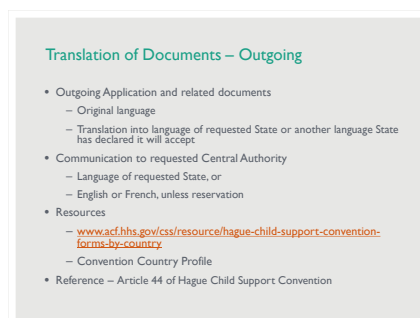 Translation of Documents – Outgoing
• Outgoing Application and related documents
– Original language
– Translation into language of requested State or another language State
has declared it will accept
• Communication to requested Central Authority
– Language of requested State, or
– English or French, unless reservation
• Resources
– www.acf.hhs.gov/css/resource/hague-child-support-convention-
forms-by-country
– Convention Country Profile
• Reference – Article 44 of Hague Child Support Convention